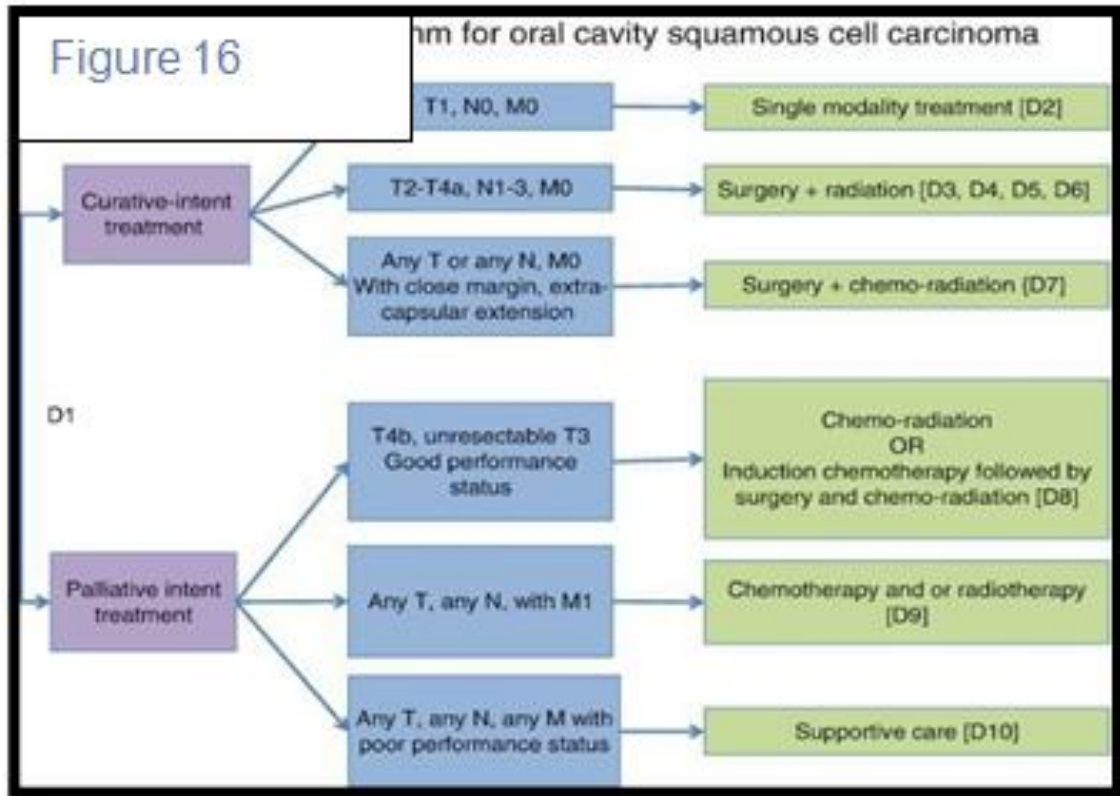 Figure 16
hm for oral cavity squamous cell carcinoma
T1, N0, M0
Single modality treatment [D2]
Curative-intent
treatment
T2-T4a, N1-3, M0
Surgery + radiation [D3, D4, D5, D6]
Any T or any N, M0
With close margin, extra-
capsular extension
Surgery + chemo-radiation {D7]
D1
T4b, unresectable T3
Good performance
status
Chemo-radiation
OR
Induction chemotherapy followed by
surgery and chemo-radiation [D8]
Palliative intent
treatment
Any T, any N, with M1
Chemotherapy and or radiotherapy
[D9]
Any T, any N, any M with
poor performance status
Supportive care [D10]